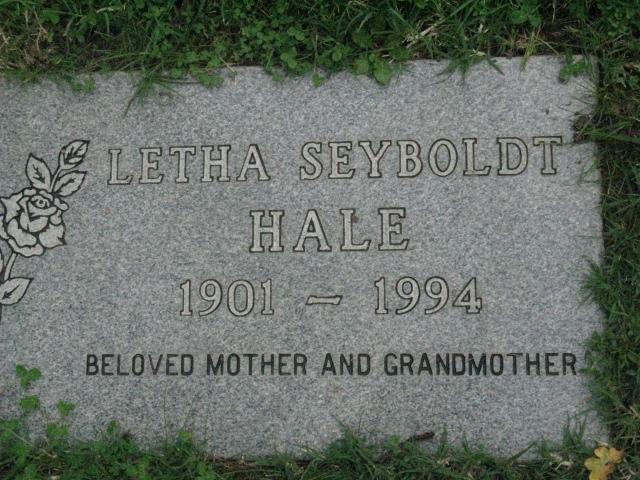 LETHA SEYBOLDT
HALE
1901 – 1994
BELOVED MOTHER AND GRANDMOTHER